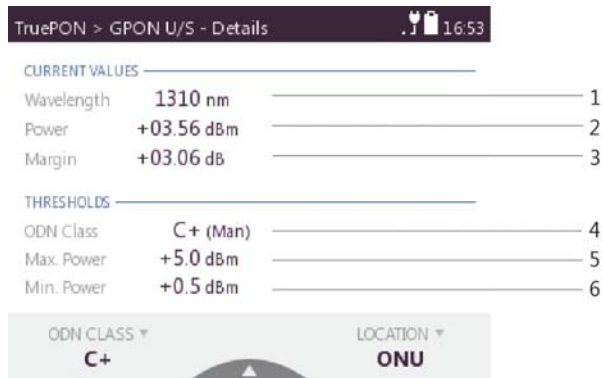 TruePON > GPON U/S - Details 16:53
CURRENT VALUES
Wavelength 1310 nm 1
Power +03.56 dBm 2
Margin +03.06 dB 3
THRESHOLDS
ODN Class C+ (Man) 4
Max. Power +5.0 dBm 5
Min. Power +0.5 dBm 6
ODN CLASS LOCATION
C+ ONU